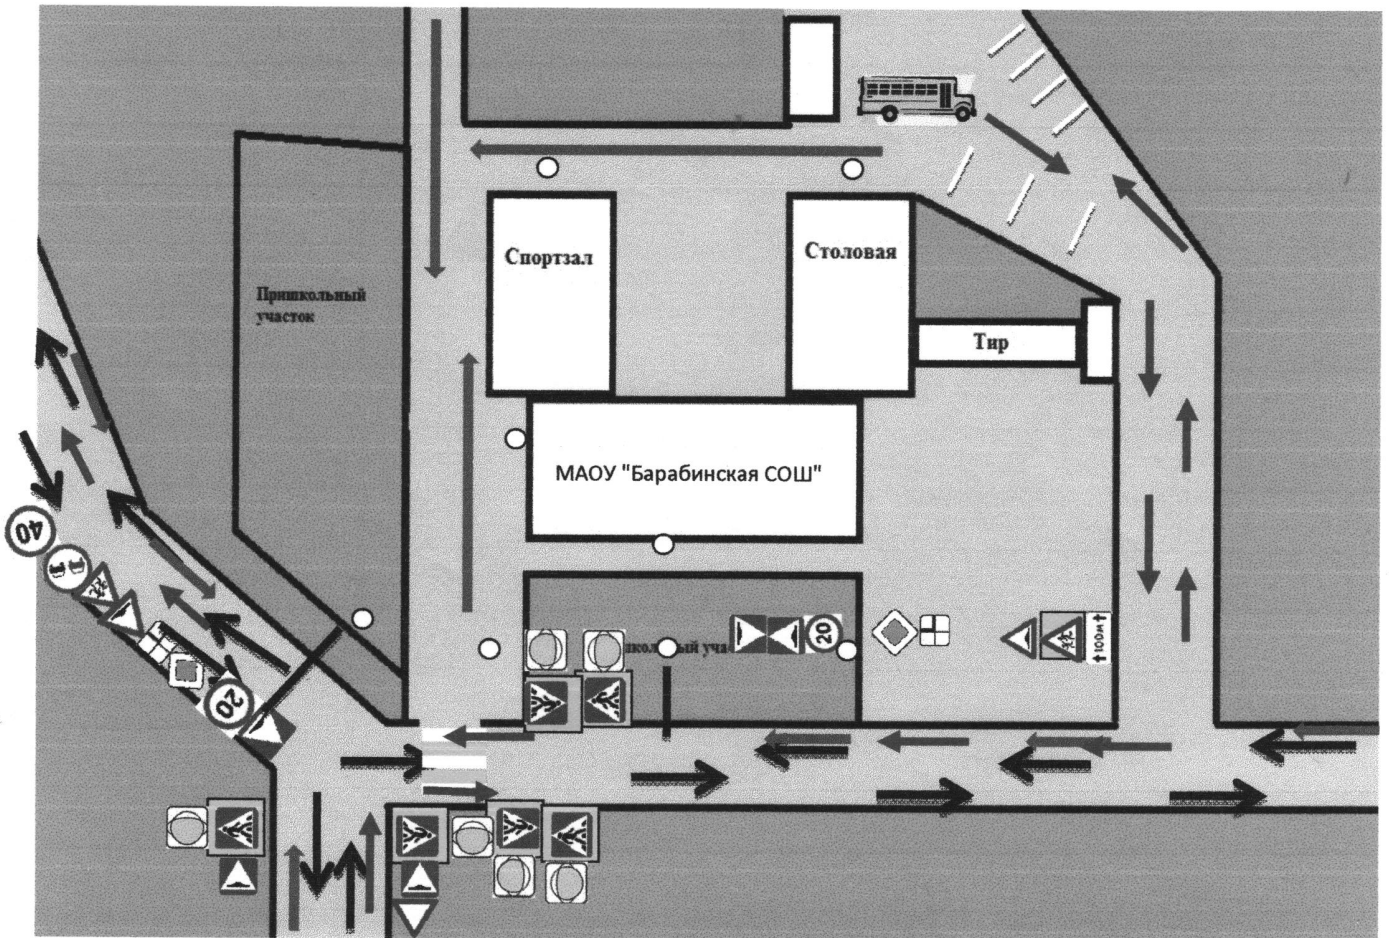 Спортзал
Столовая
Пришкольный
участок
Тир
МАОУ "Барабинская СОШ"
40
20
100м
20